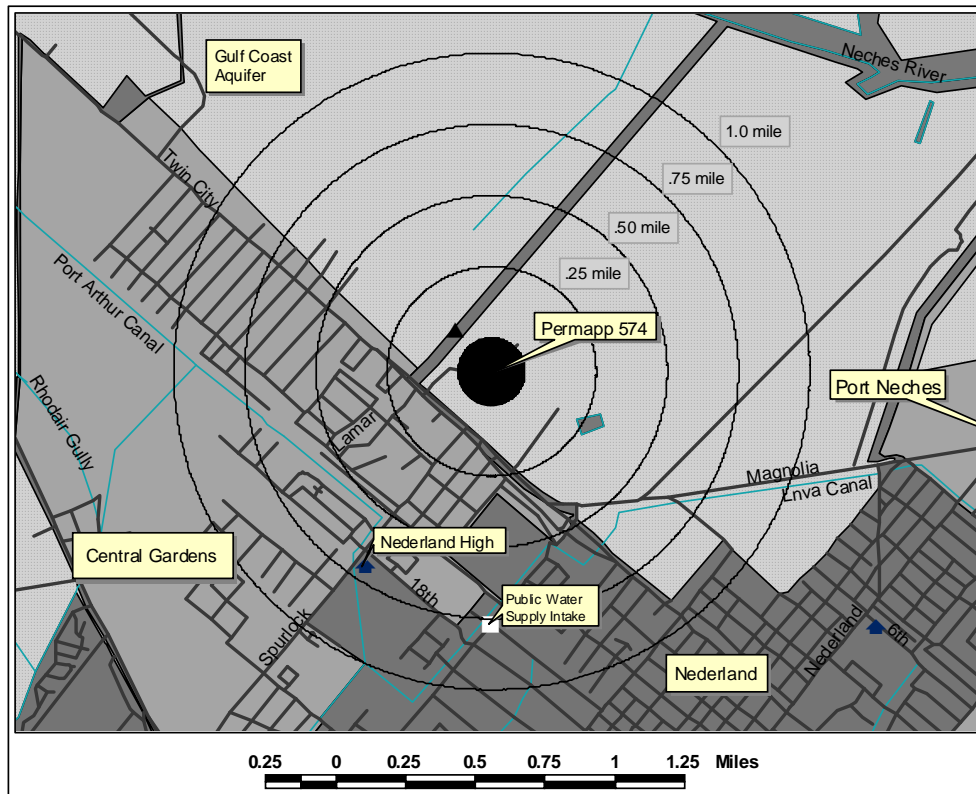 Gulf Coast
Aquifer
Neches River
1.0 mile
Twin City
.75 mile
.50 mile
Port Arthur Canal
.25 mile
Permapp 574
Port Neches
Rhodair Gully
Lamar
Magnolia
Lnva Canal
Nederland High
Central Gardens
18th
Public Water
Supply Intake
Spurlock
Nederland
6th
Nederland
0.25 0 0.25 0.5 0.75 1 1.25 Miles